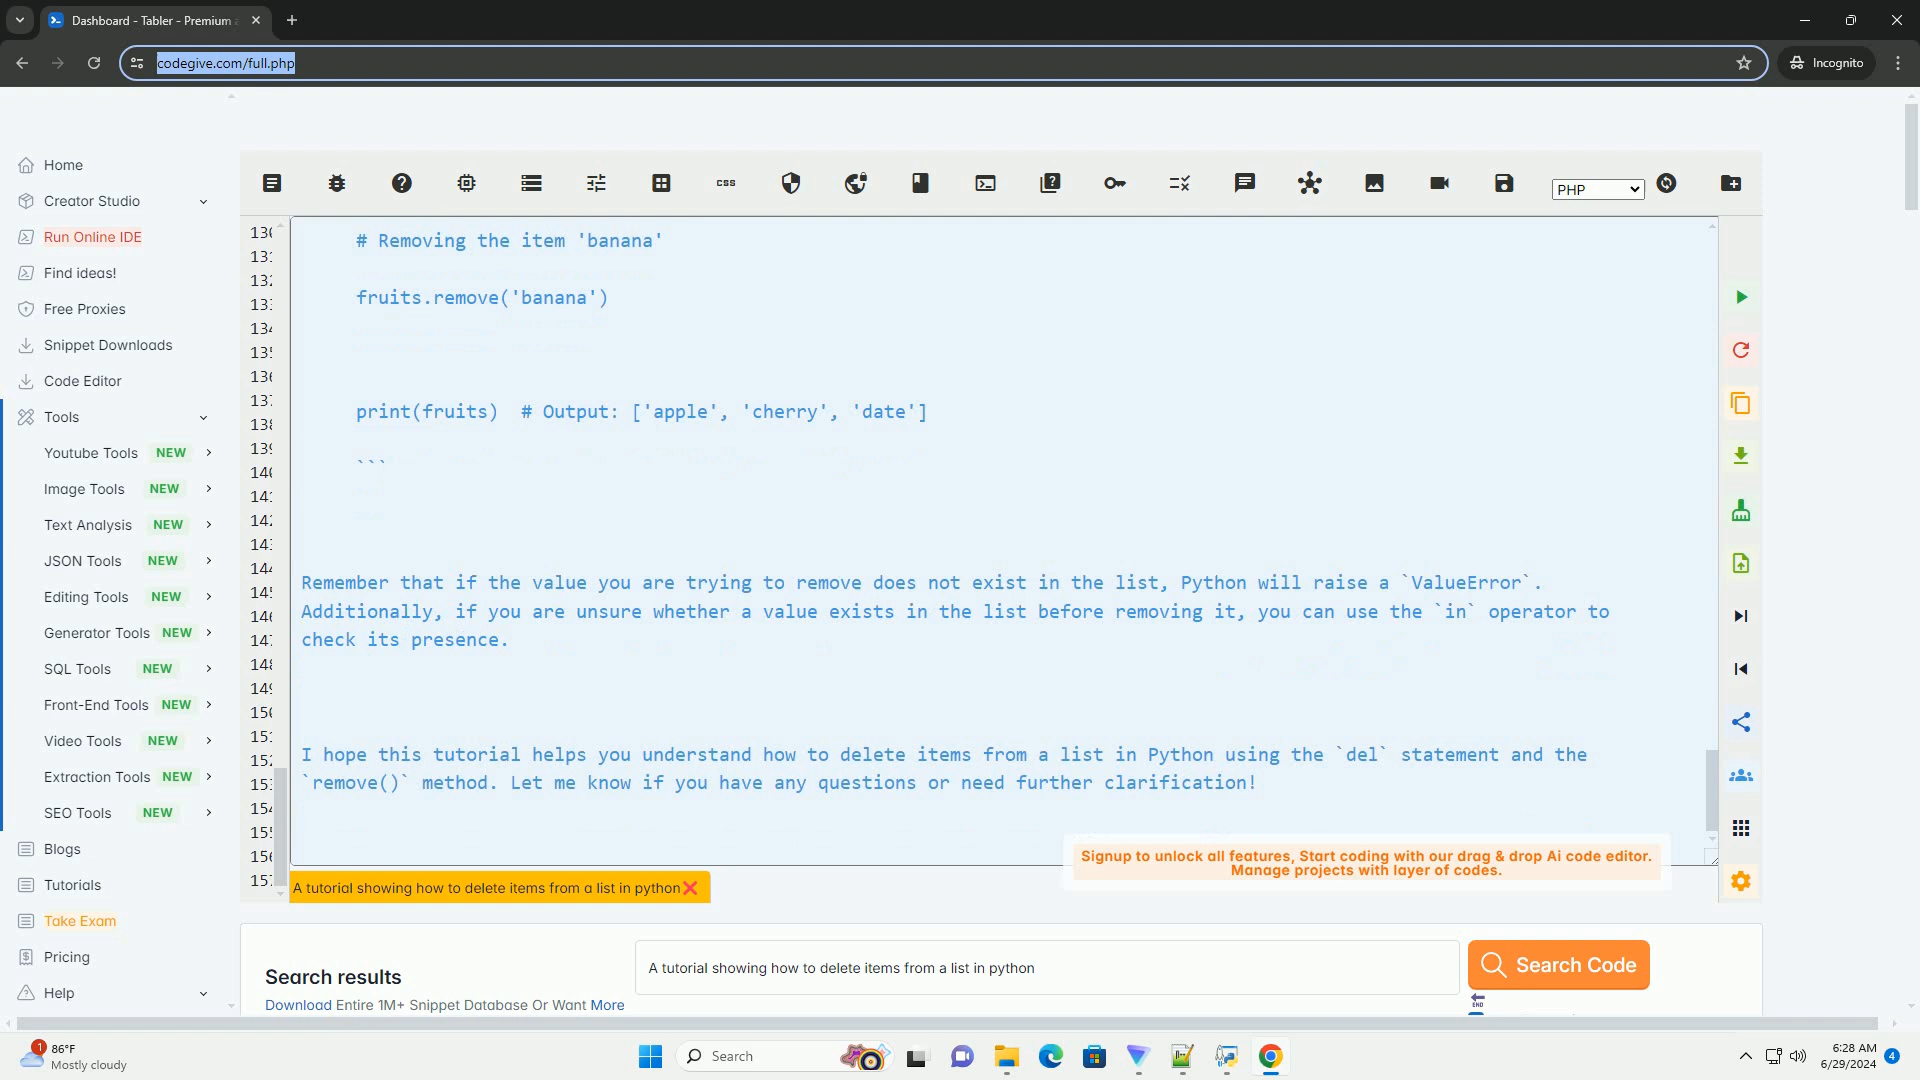 Dashboard - Tabler - Premium
codegive.com/full.php
Incognito
Home
Creator Studio
Run Online IDE
Find ideas!
Free Proxies
Snippet Downloads
Code Editor
Tools
Youtube Tools NEW
Image Tools NEW
Text Analysis NEW
JSON Tools NEW
Editing Tools NEW
Generator Tools NEW
SQL Tools NEW
Front-End Tools NEW
Video Tools NEW
Extraction Tools NEW
SEO Tools NEW
Blogs
Tutorials
Take Exam
Pricing
Help
CSS
PHP
# Removing the item 'banana'
fruits.remove('banana')
print(fruits)  # Output: ['apple', 'cherry', 'date']
```
Remember that if the value you are trying to remove does not exist in the list, Python will raise a `ValueError`.
Additionally, if you are unsure whether a value exists in the list before removing it, you can use the `in` operator to
check its presence.
I hope this tutorial helps you understand how to delete items from a list in Python using the `del` statement and the
`remove()` method. Let me know if you have any questions or need further clarification!
Signup to unlock all features, Start coding with our drag & drop Ai code editor.
Manage projects with layer of codes.
A tutorial showing how to delete items from a list in python
Search results
Download Entire 1M+ Snippet Database Or Want More
A tutorial showing how to delete items from a list in python
Search Code
END
1
86°F
Mostly cloudy
Search
6:28 AM
6/29/2024
4